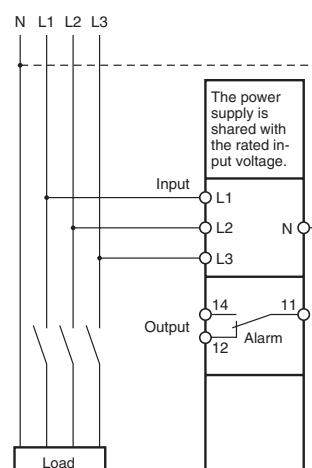 N L1 L2 L3
The power
supply is
shared with
the rated in-
put voltage.
Input
L1
L2
N
L3
14
11
Output
Alarm
12
Load